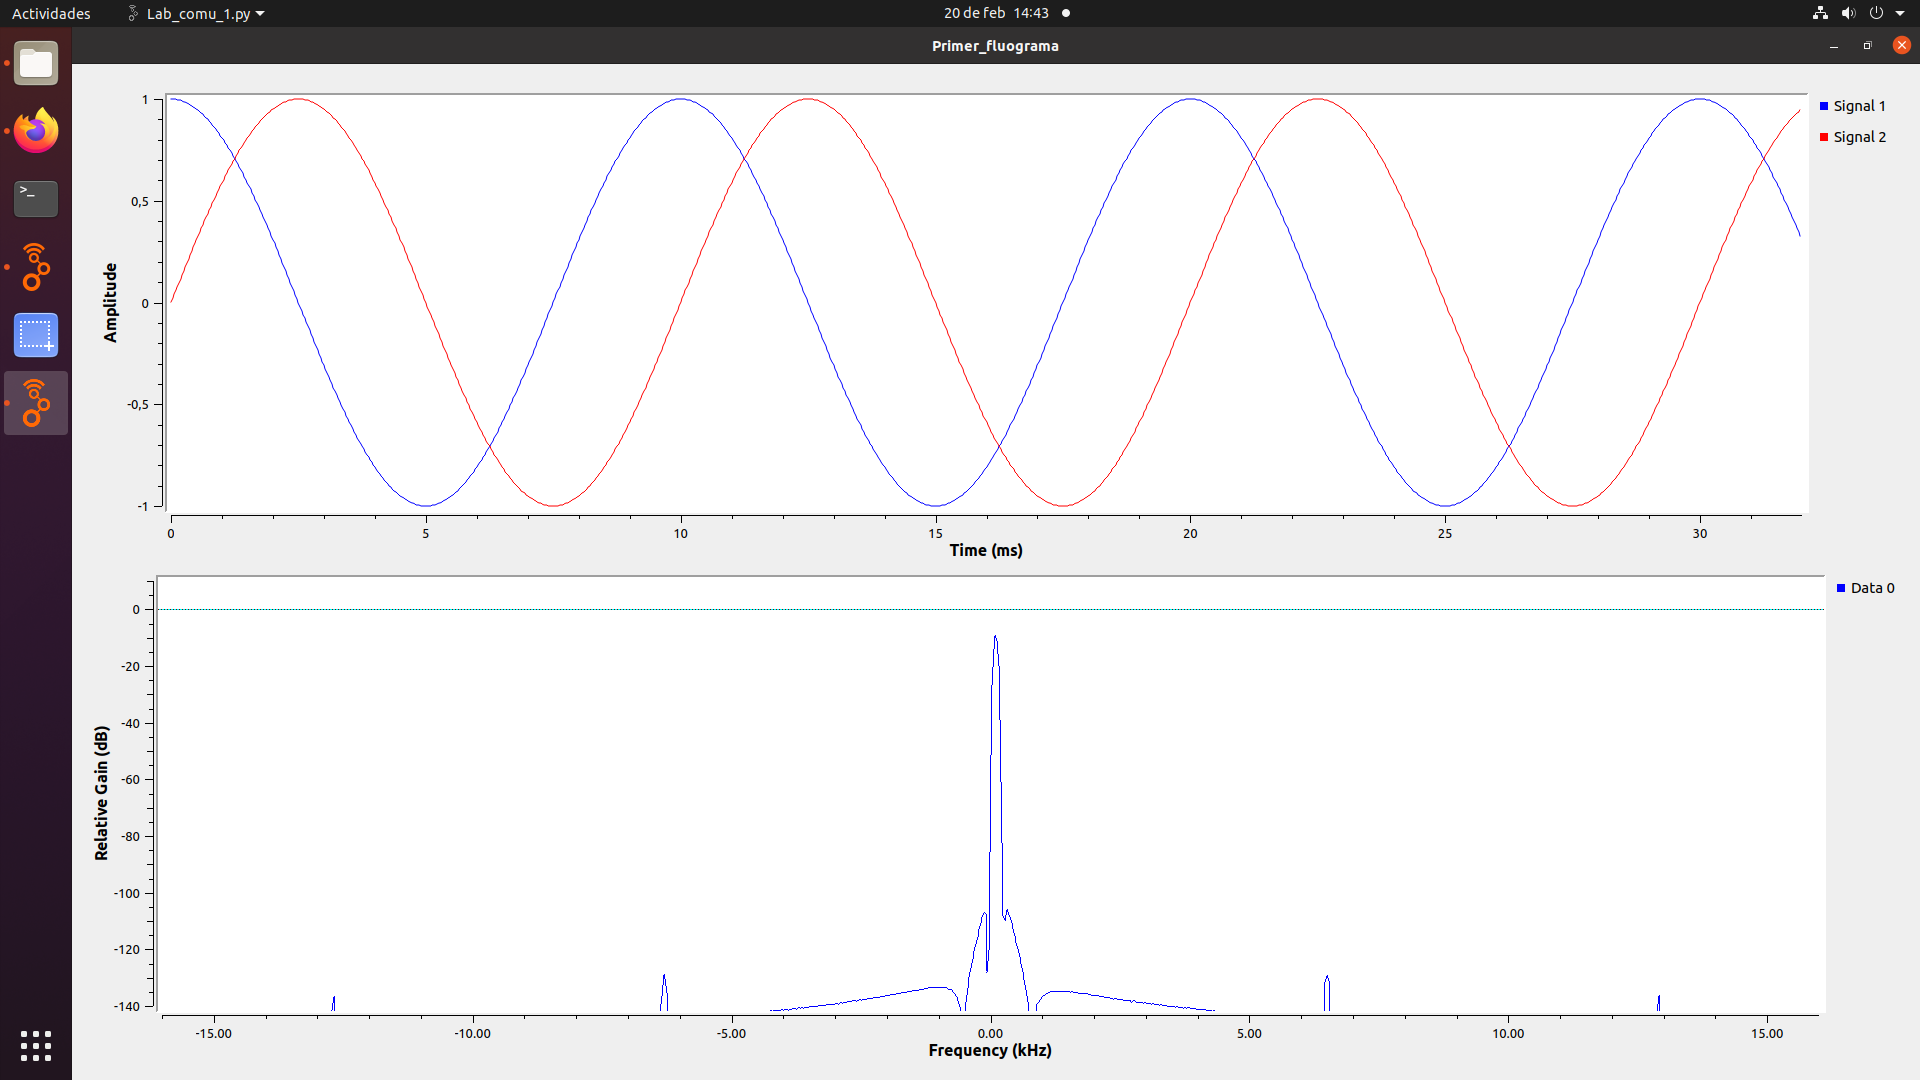 Actividades Lab_comu_1.py 20 de feb 14:43
Primer_fluograma
1
0,5
0
-0,5
-1
Amplitude
0 5 10 15 20 25 30
Time (ms)
Signal 1
Signal 2
0
-20
-40
-60
-80
-100
-120
-140
Relative Gain (dB)
-15.00 -10.00 -5.00 0.00 5.00 10.00 15.00
Frequency (kHz)
Data 0
>_